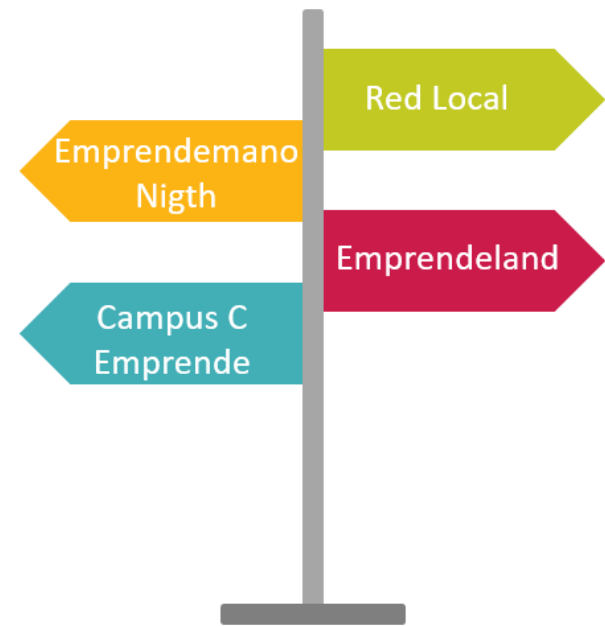 Red Local
Emprendemano
Nigth
Emprendeland
Campus C
Emprende